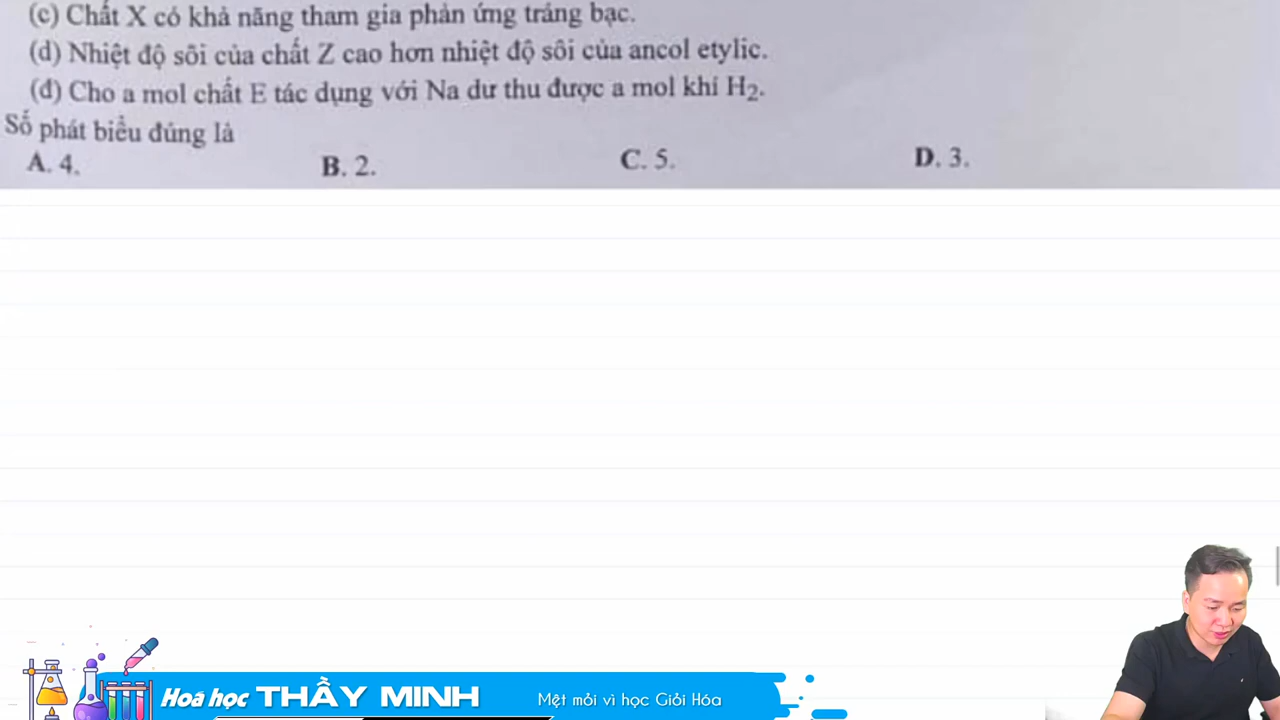 (c) Chất X có khả năng tham gia phản ứng tráng bạc.
(d) Nhiệt độ sôi của chất Z cao hơn nhiệt độ sôi của ancol etylic.
(đ) Cho a mol chất E tác dụng với Na dư thu được a mol khí H₂.
Số phát biểu đúng là
A. 4. B. 2. C. 5. D. 3.
Hoá học THẦY MINH Mệt mỏi vì học Giỏi Hóa